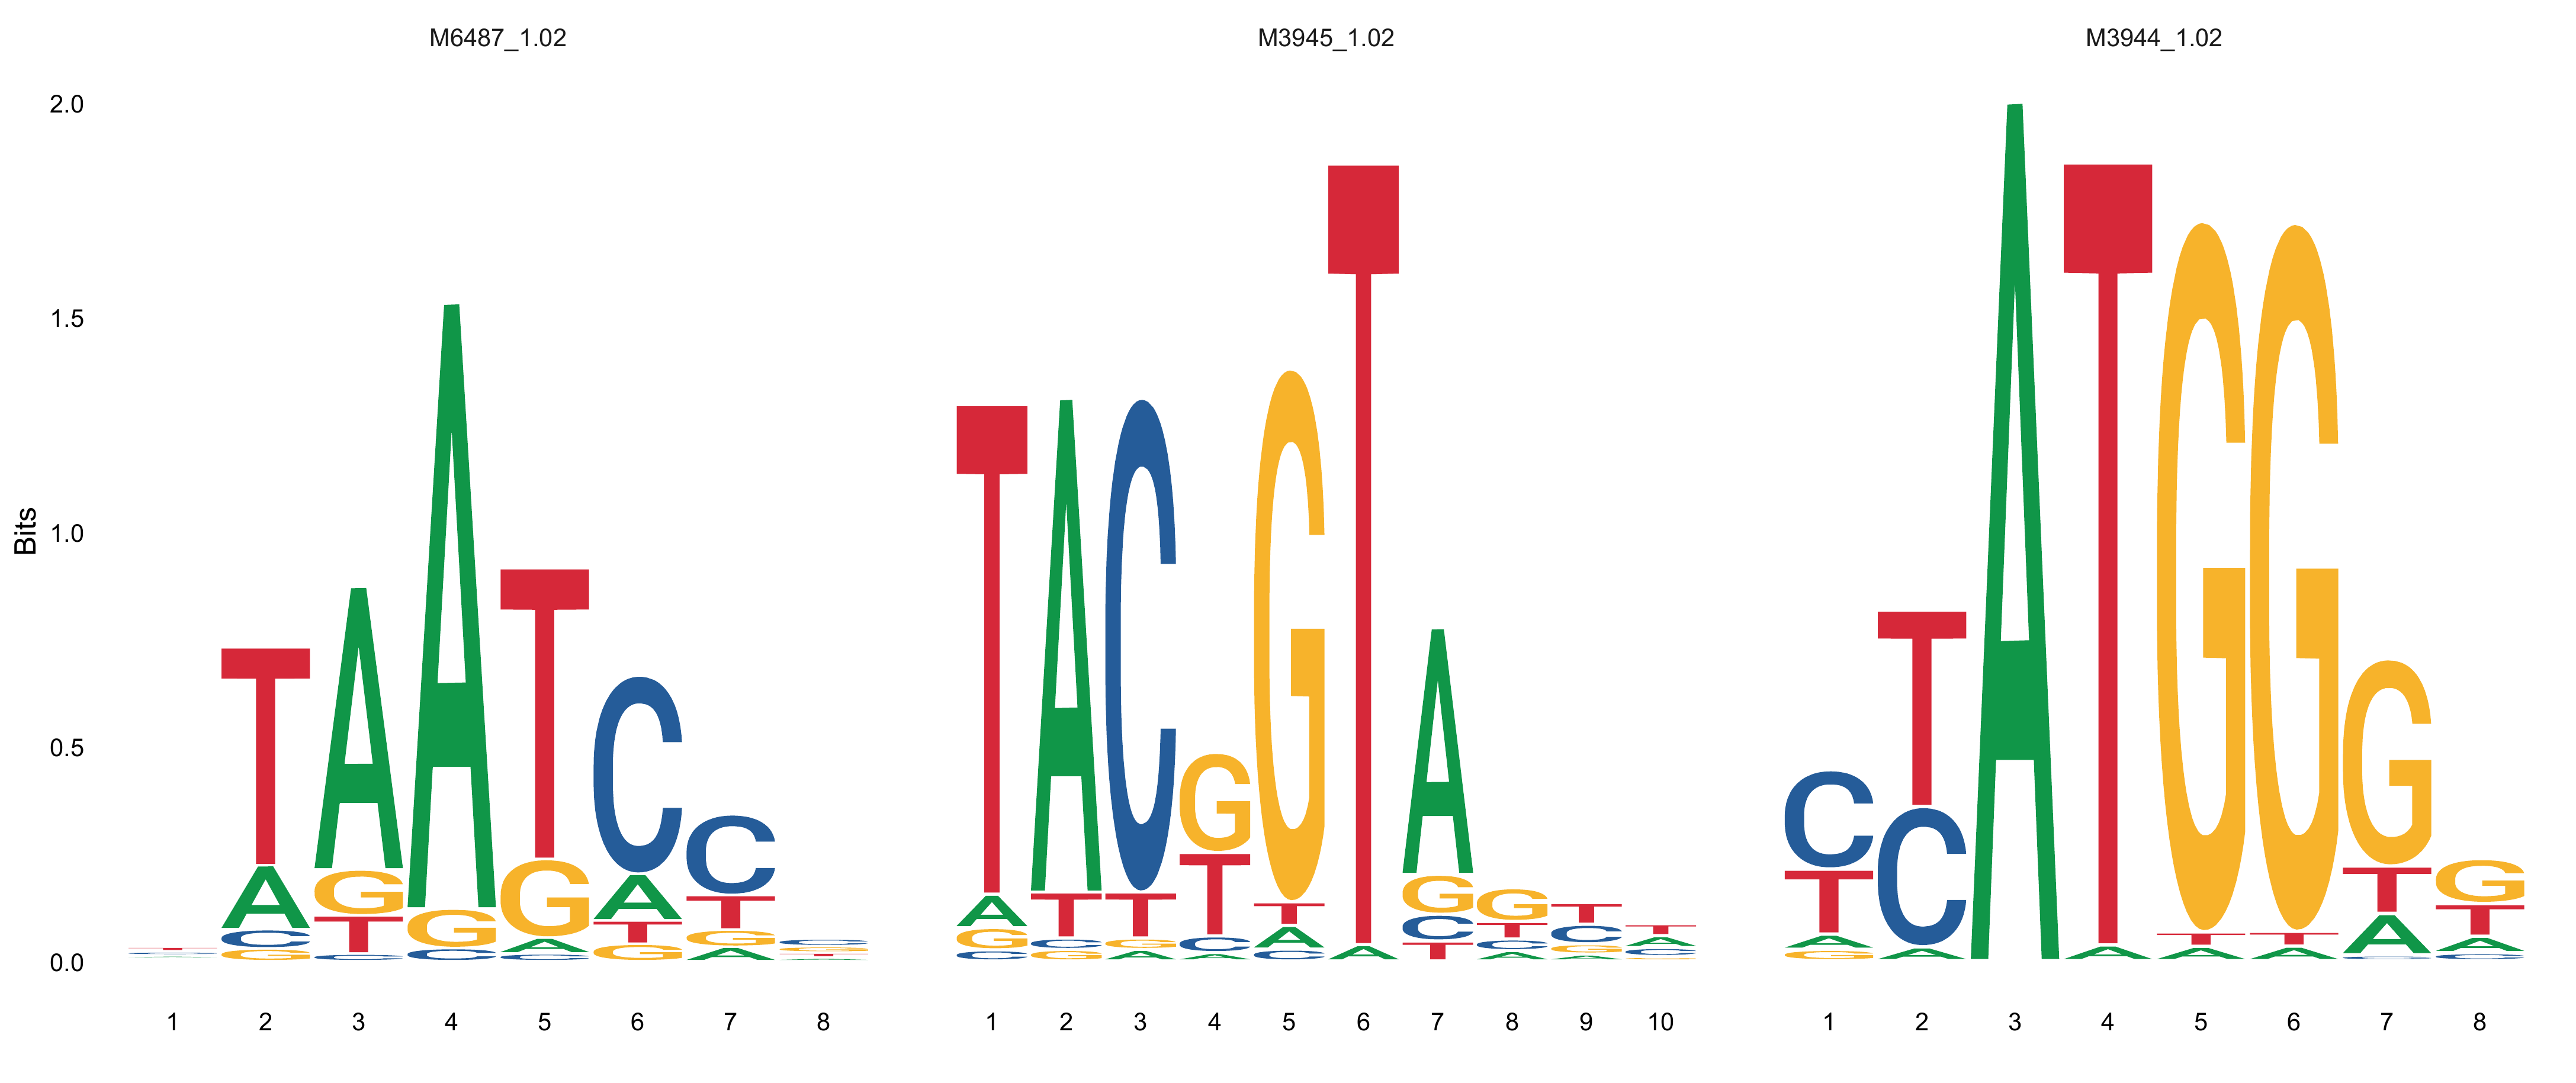 M6487_1.02
M3945_1.02
M3944_1.02
Bits
2.0
1.5
1.0
0.5
0.0
T A C G
A G T C
A G C
T G A C
C A T G
C T G A
C G T
1 2 3 4 5 6 7 8
T A G C
A T C G
C T G A
G T C A
G T A C
T A
A G C T
G T C A
T C G A
T A C
1 2 3 4 5 6 7 8 9 10
C T A G
T C A
A
T A
G T A
G T A
G T A C
G T A C
1 2 3 4 5 6 7 8